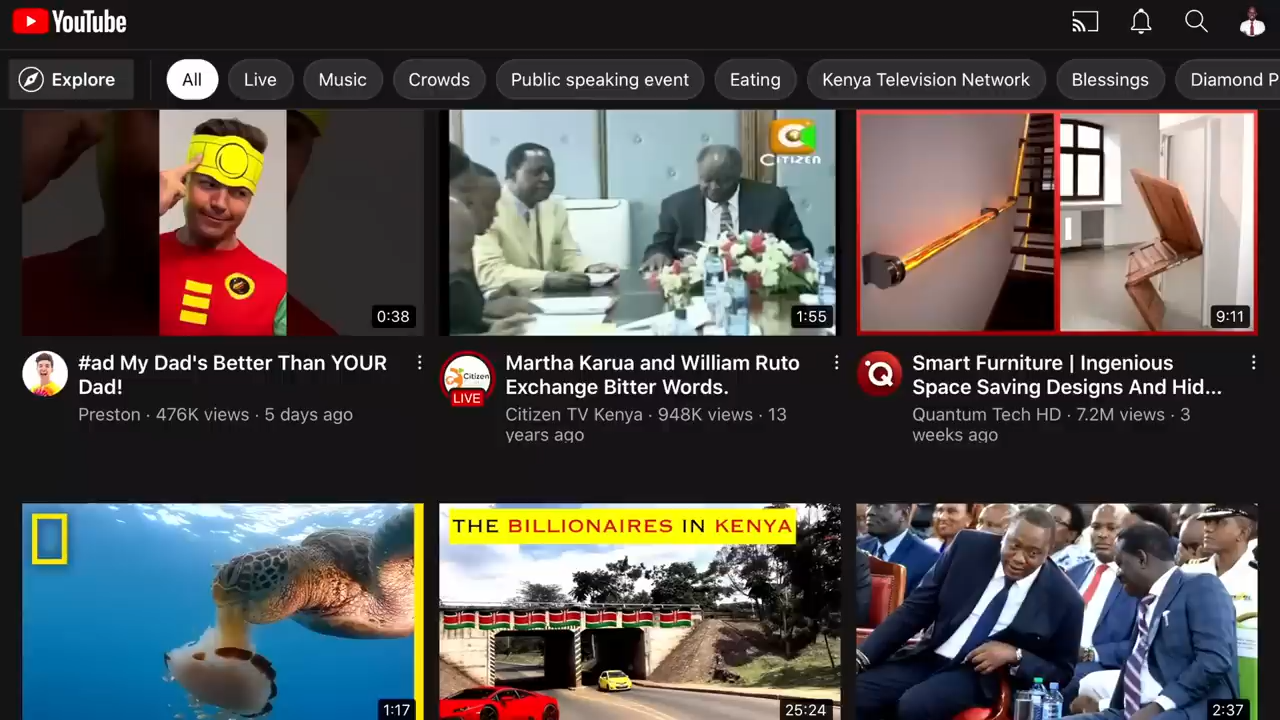 YouTube
Explore
All
Live
Music
Crowds
Public speaking event
Eating
Kenya Television Network
Blessings
Diamond P
CITIZEN
0:38
1:55
9:11
#ad My Dad's Better Than YOUR
Dad!
Preston · 476K views · 5 days ago
Citizen
LIVE
Martha Karua and William Ruto
Exchange Bitter Words.
Citizen TV Kenya · 948K views · 13
years ago
Q
Smart Furniture | Ingenious
Space Saving Designs And Hid...
Quantum Tech HD · 7.2M views · 3
weeks ago
THE BILLIONAIRES IN KENYA
1:17
25:24
2:37